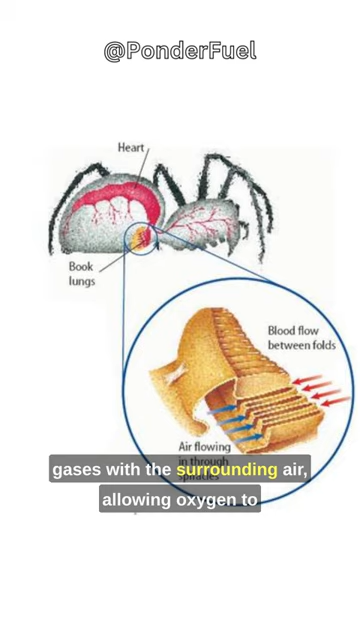 @PonderFuel
Heart
Book
lungs
Blood flow
between folds
Air flowing
in through
spiracles
gases with the surrounding air,
allowing oxygen to